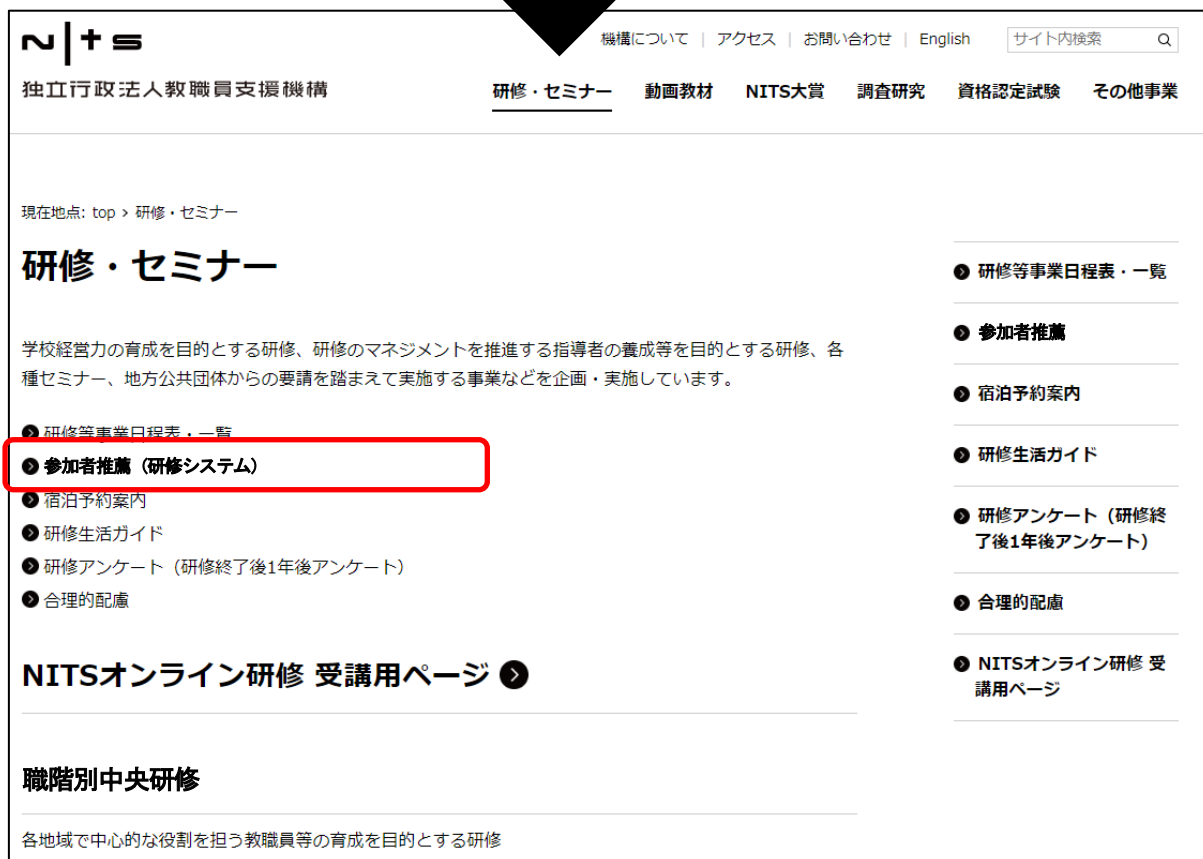 NITS
機構について | アクセス | お問い合わせ | English
サイト内検索
独立行政法人教職員支援機構
研修・セミナー 動画教材 NITS大賞 調査研究 資格認定試験 その他事業
現在地点: top > 研修・セミナー
研修・セミナー
学校経営力の育成を目的とする研修、研修のマネジメントを推進する指導者の養成等を目的とする研修、各
種セミナー、地方公共団体からの要請を踏まえて実施する事業などを企画・実施しています。
研修等事業日程表・一覧
参加者推薦（研修システム）
宿泊予約案内
研修生活ガイド
研修アンケート（研修終了後1年後アンケート）
合理的配慮
NITSオンライン研修 受講用ページ
職階別中央研修
各地域で中心的な役割を担う教職員等の育成を目的とする研修
研修等事業日程表・一覧
参加者推薦
宿泊予約案内
研修生活ガイド
研修アンケート（研修終
了後1年後アンケート）
合理的配慮
NITSオンライン研修 受
講用ページ